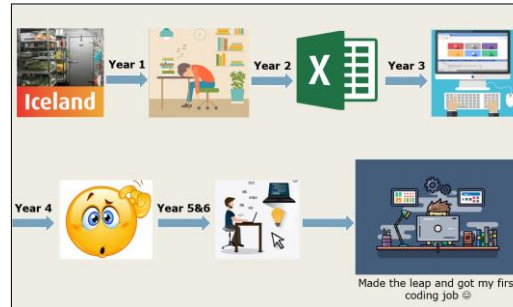 Year 1
Year 2
Year 3
Iceland
X
Year 4
Year 5&6
Made the leap and got my firs
coding job ☺